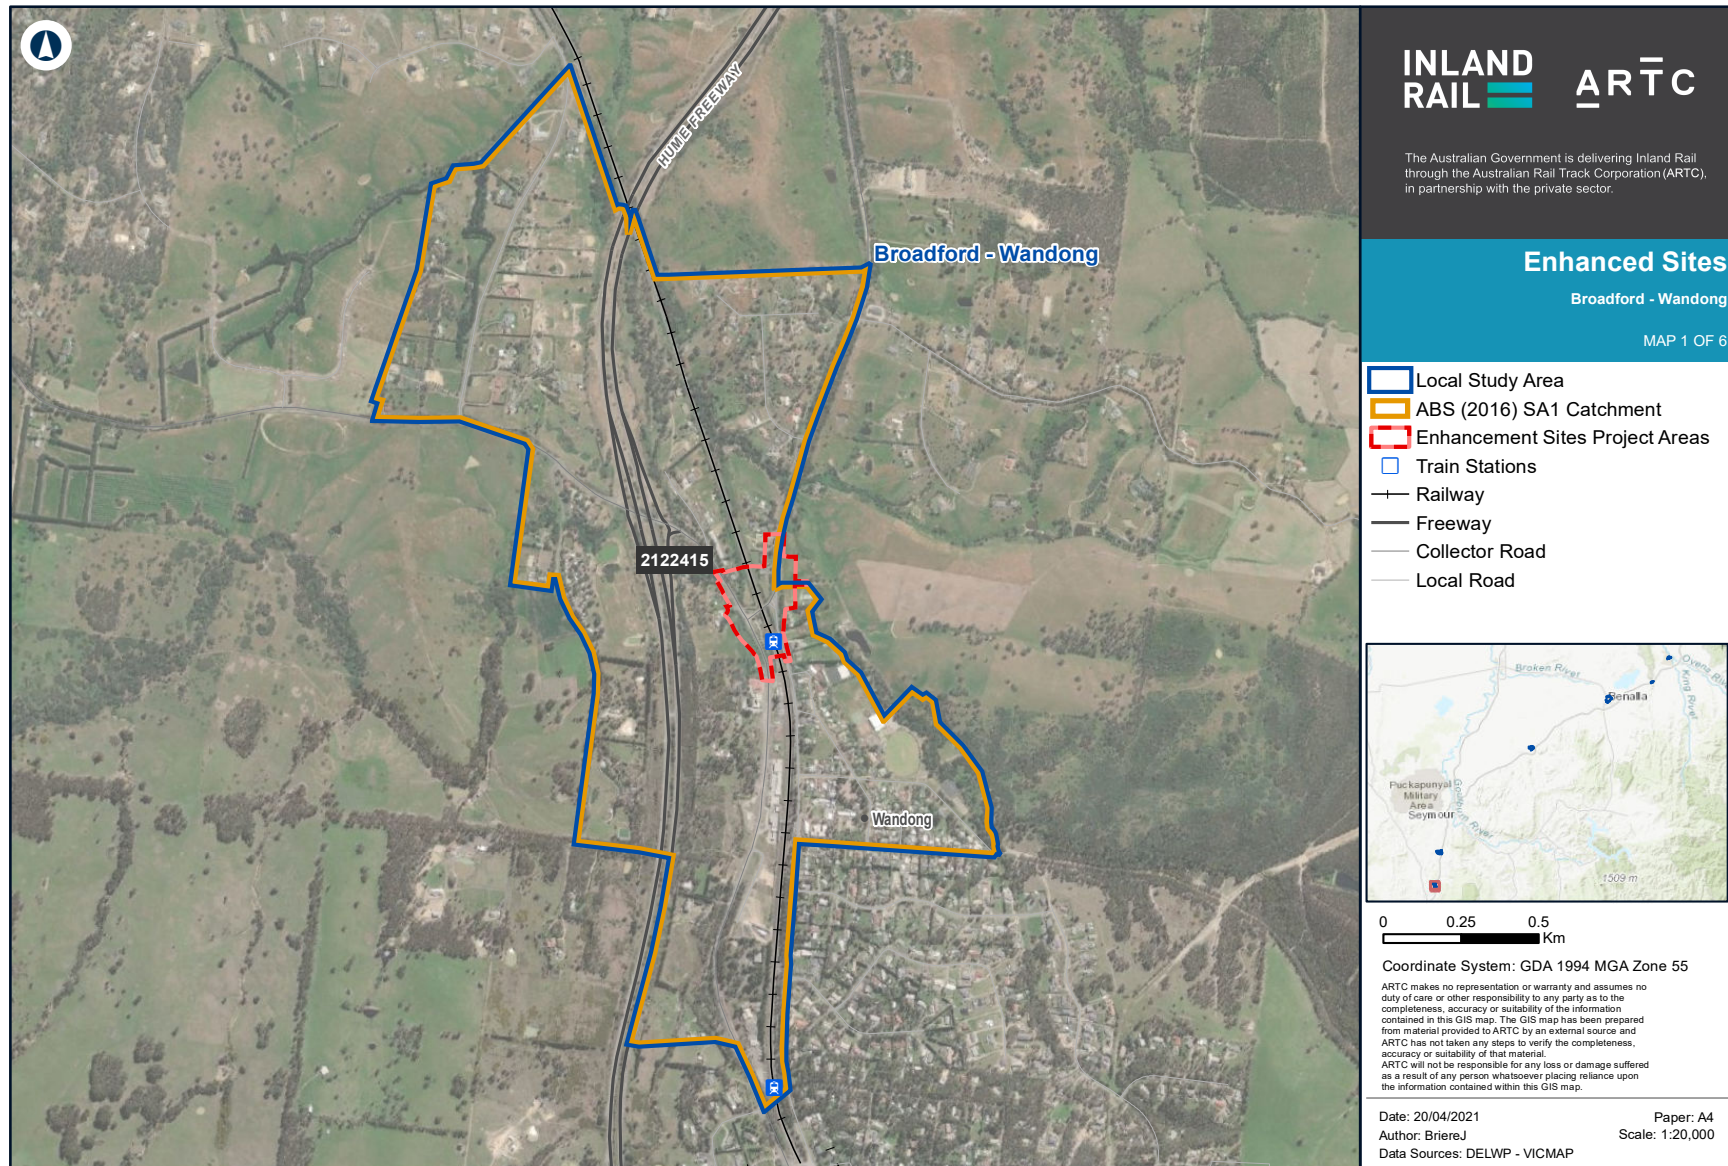 HUME FREEWAY
Broadford - Wandong
2122415
Wandong
INLAND
RAIL
ARTC
The Australian Government is delivering Inland Rail
through the Australian Rail Track Corporation (ARTC),
in partnership with the private sector.
Enhanced Sites
Broadford - Wandong
MAP 1 OF 6
Local Study Area
ABS (2016) SA1 Catchment
Enhancement Sites Project Areas
Train Stations
Railway
Freeway
Collector Road
Local Road
Broken River
Ovens
King River
Benalla
Puckapunyal
Military
Area
Seymour
Goulburn River
1509 m
0 0.25 0.5
Km
Coordinate System: GDA 1994 MGA Zone 55
ARTC makes no representation or warranty and assumes no
duty of care or other responsibility to any party as to the
completeness, accuracy or suitability of the information
contained in this GIS map. The GIS map has been prepared
from material provided to ARTC by an external source and
ARTC has not taken any steps to verify the completeness,
accuracy or suitability of that material.
ARTC will not be responsible for any loss or damage suffered
as a result of any person whatsoever placing reliance upon
the information contained within this GIS map.
Date: 20/04/2021
Paper: A4
Author: BriereJ
Scale: 1:20,000
Data Sources: DELWP - VICMAP